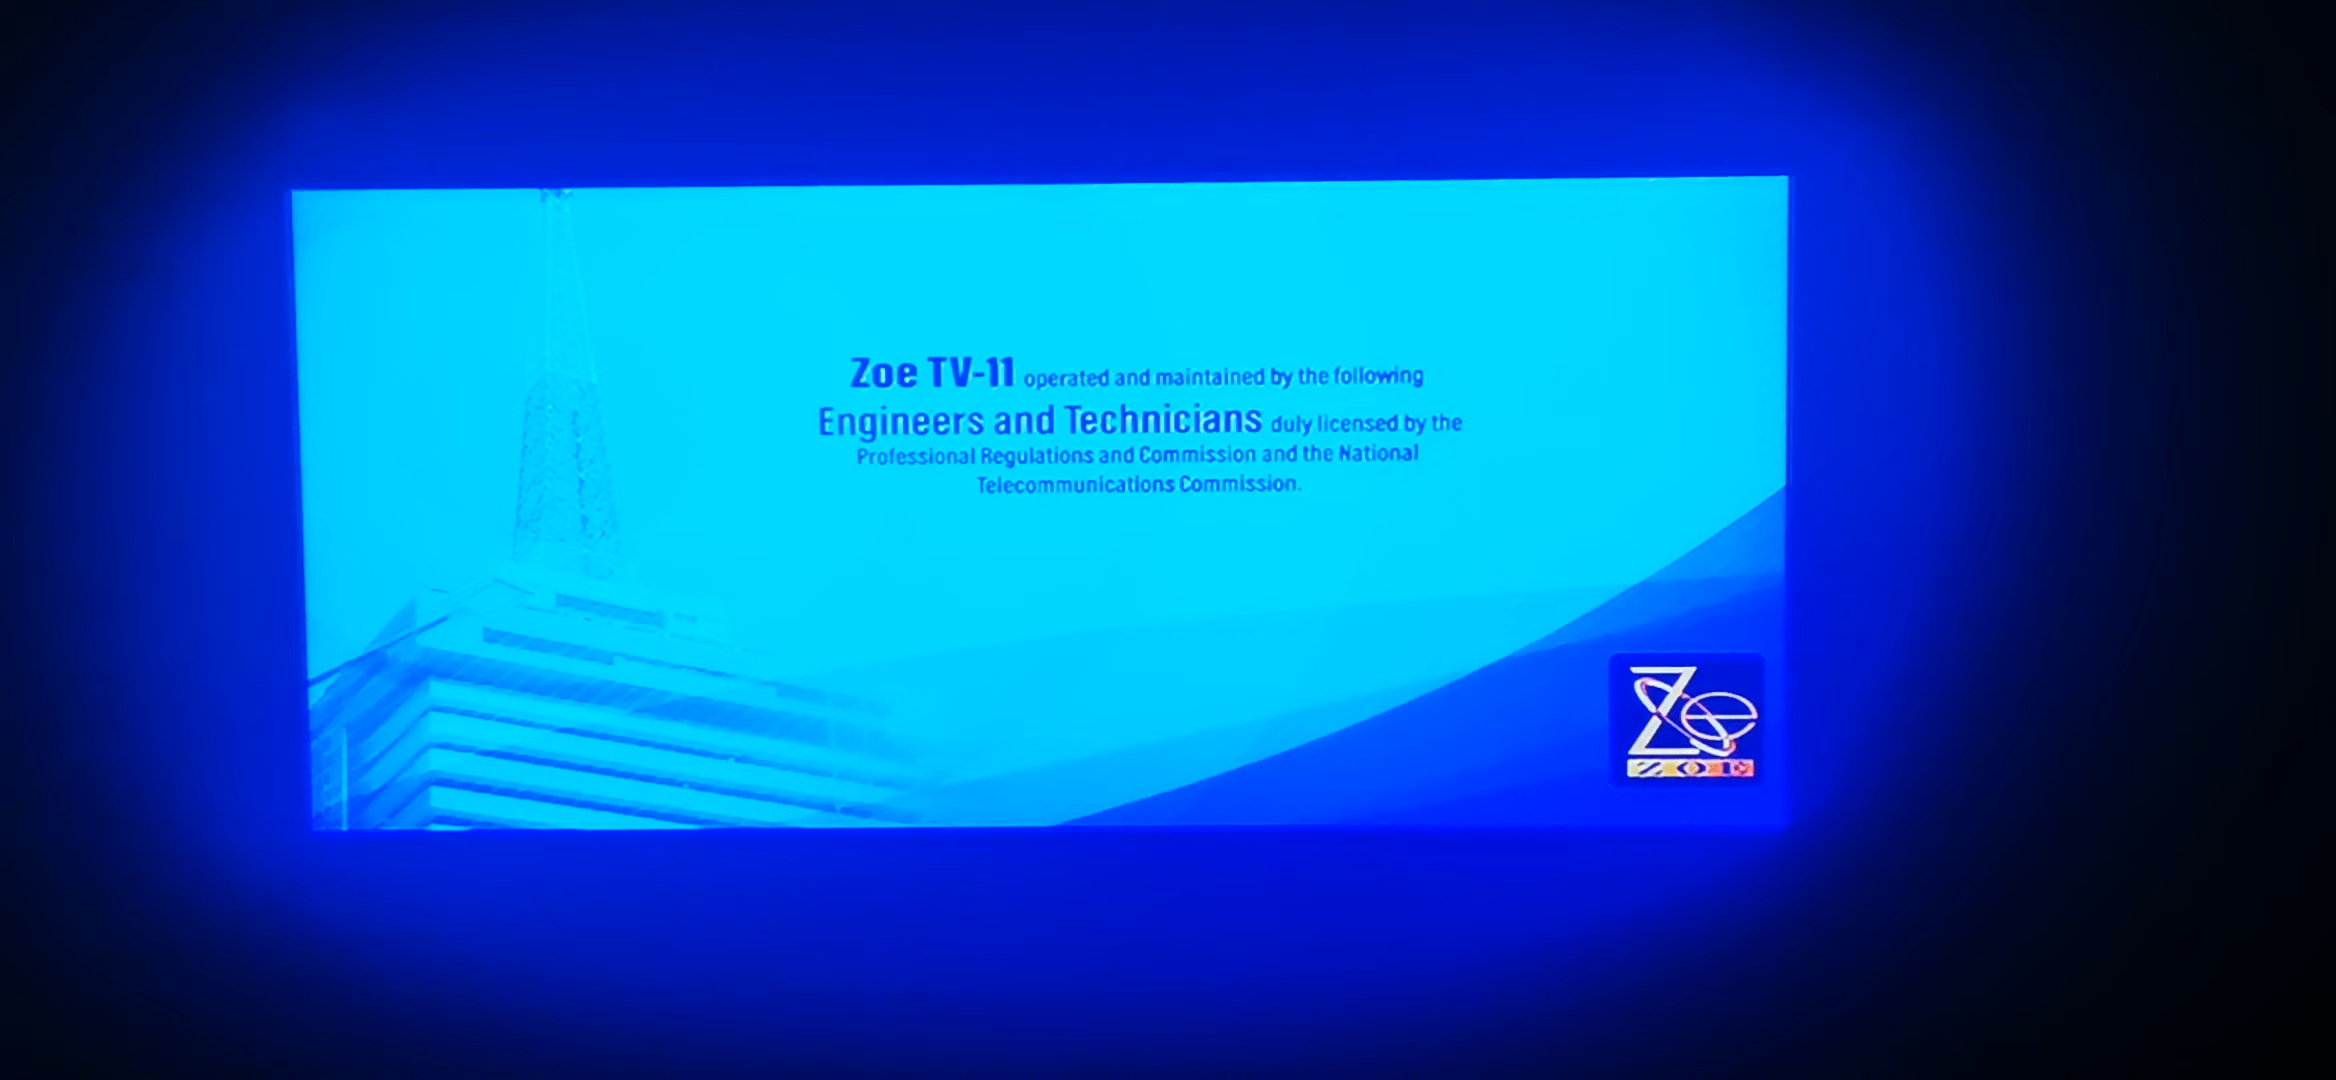 Zoe TV-11 operated and maintained by the following
Engineers and Technicians duly licensed by the
Professional Regulations and Commission and the National
Telecommunications Commission.
Zoe